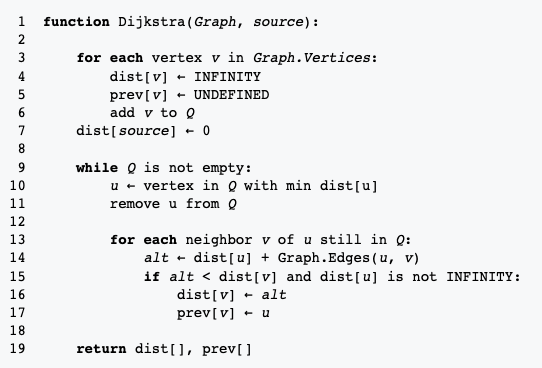 1 function Dijkstra(Graph, source):
2
3 for each vertex v in Graph.Vertices:
4 dist[v] ← INFINITY
5 prev[v] ← UNDEFINED
6 add v to Q
7 dist[source] ← 0
8
9 while Q is not empty:
10 u ← vertex in Q with min dist[u]
11 remove u from Q
12
13 for each neighbor v of u still in Q:
14 alt ← dist[u] + Graph.Edges(u, v)
15 if alt < dist[v] and dist[u] is not INFINITY:
16 dist[v] ← alt
17 prev[v] ← u
18
19 return dist[], prev[]